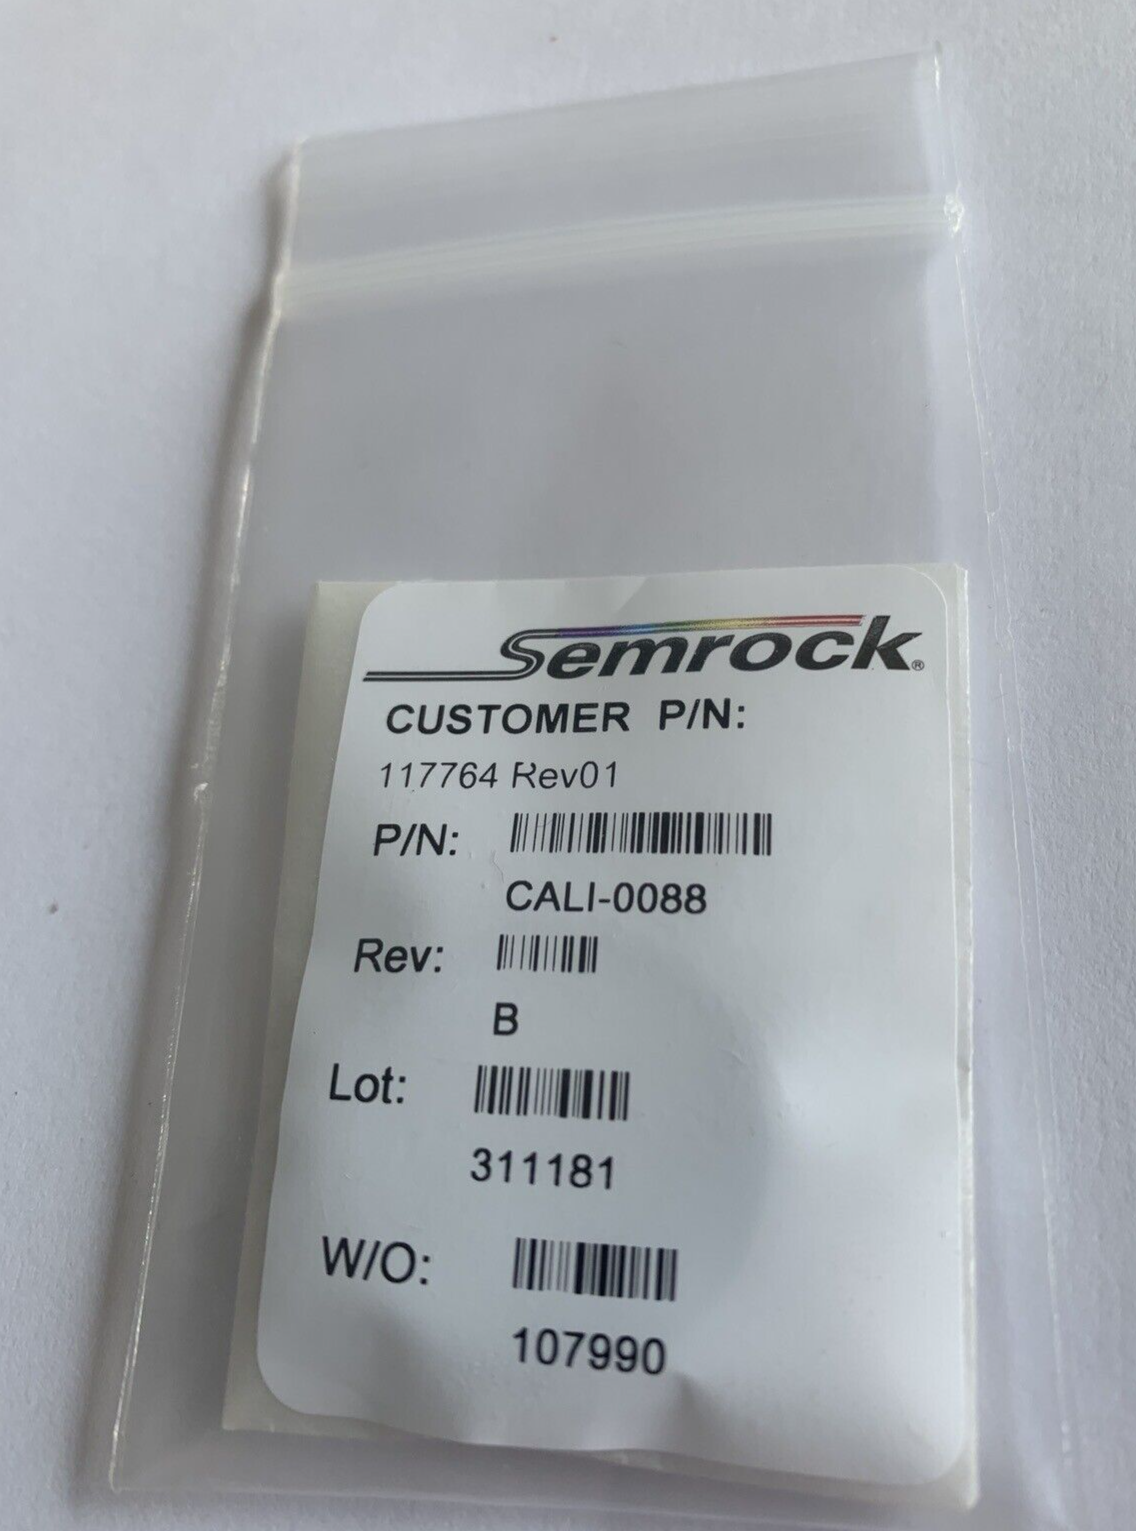 Semrock®
CUSTOMER P/N:
117764 Rev01
P/N:
CALI-0088
Rev:
B
Lot:
311181
W/O:
107990